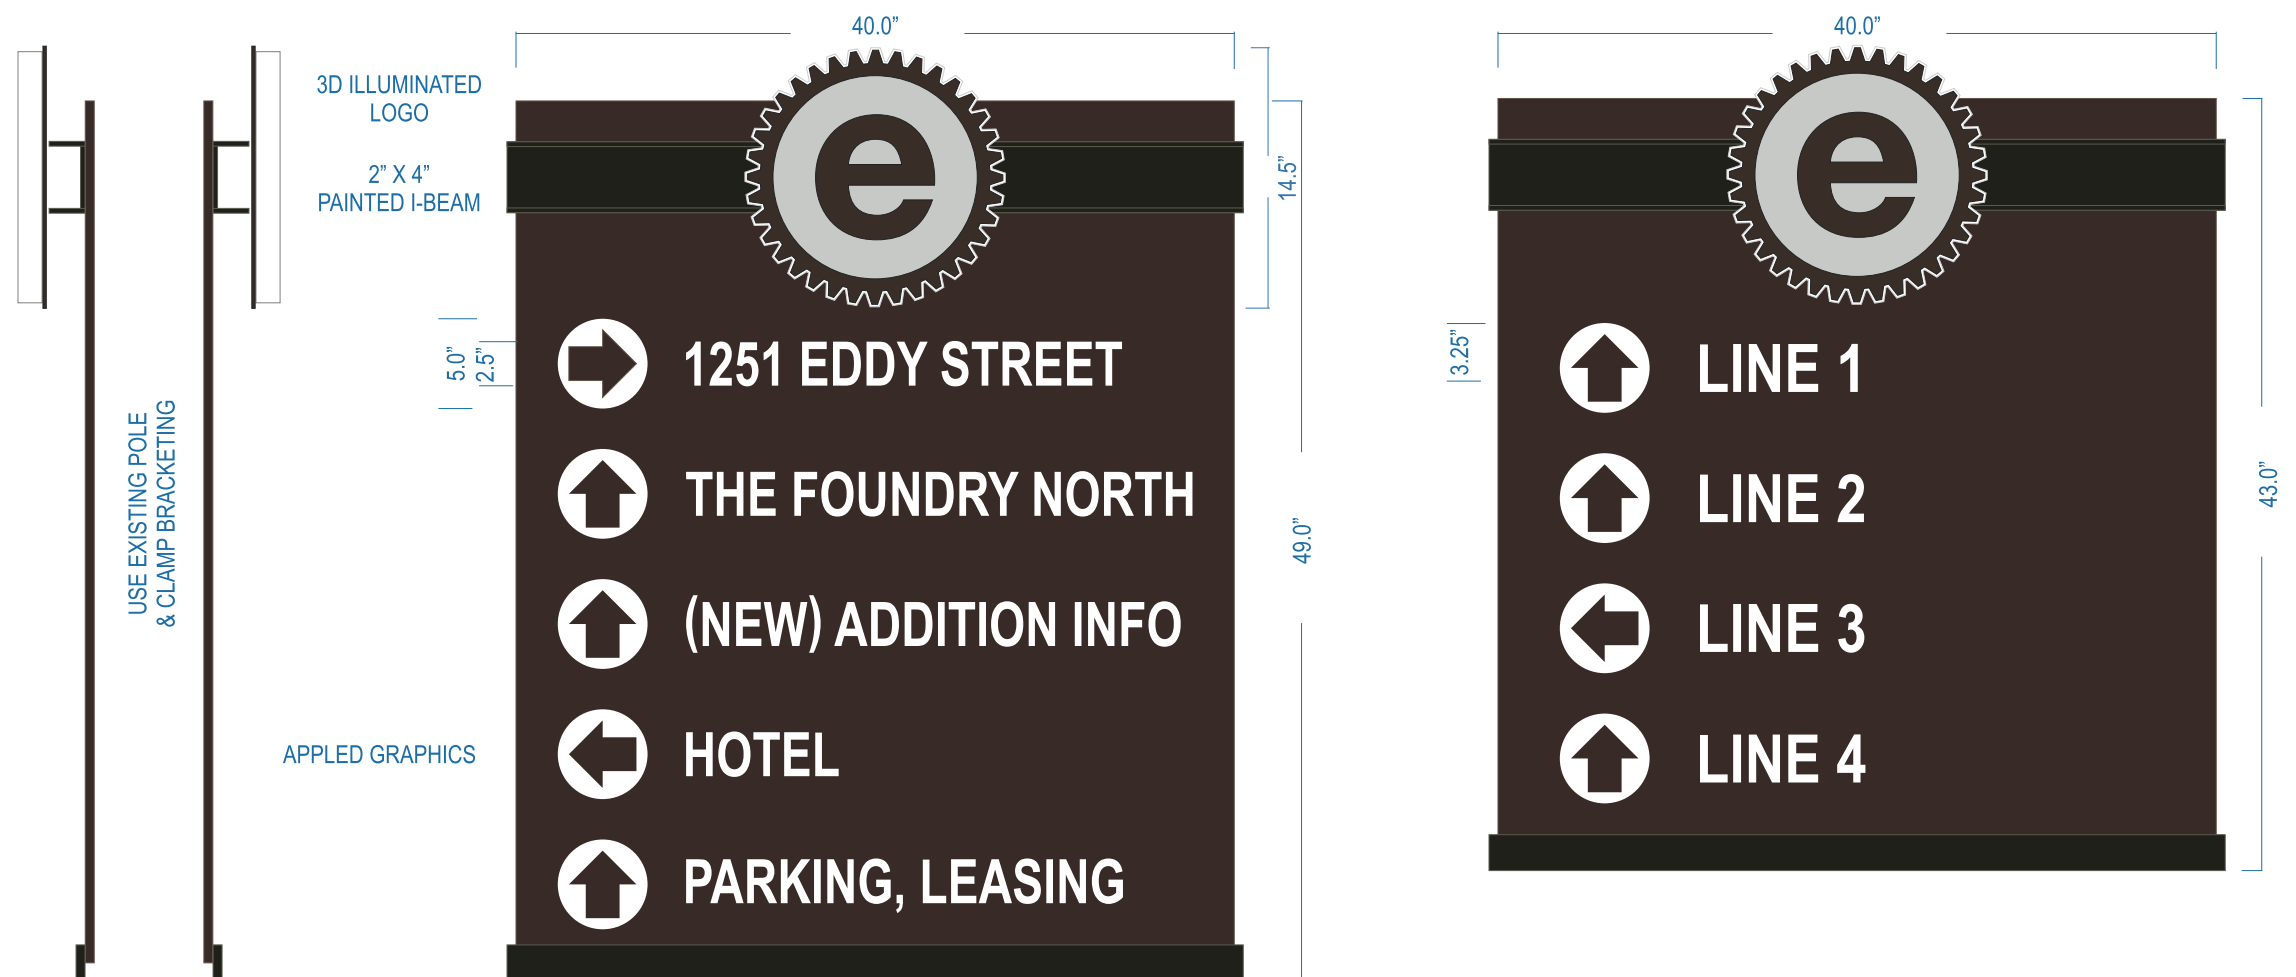 40.0”
40.0”
3D ILLUMINATED
LOGO
2” X 4”
PAINTED I-BEAM
e
e
14.5”
5.0”
2.5”
1251 EDDY STREET
3.25”
LINE 1
USE EXISTING POLE
& CLAMP BRACKETING
THE FOUNDRY NORTH
49.0”
LINE 2
43.0”
(NEW) ADDITION INFO
LINE 3
APPLED GRAPHICS
HOTEL
LINE 4
PARKING, LEASING